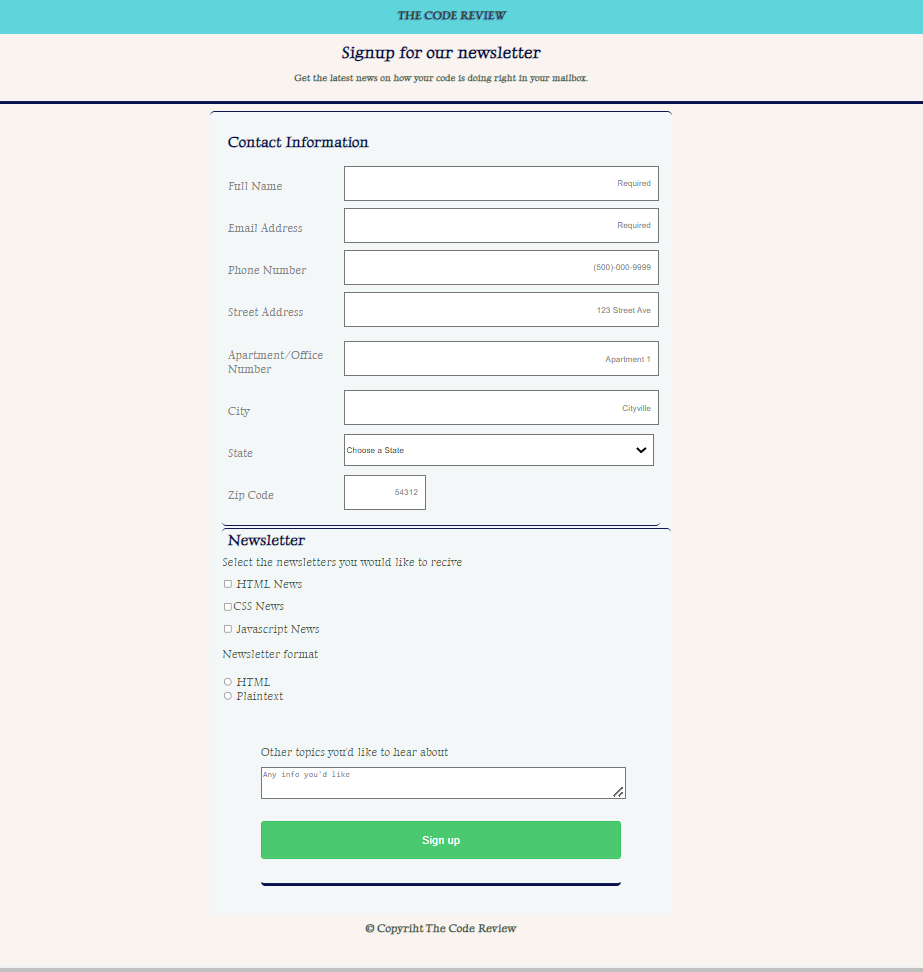 THE CODE REVIEW
Signup for our newsletter
Get the latest news on how your code is doing right in your mailbox.
Contact Information
Full Name
Required
Email Address
Required
Phone Number
(500)-000-9999
Street Address
123 Street Ave
Apartment/Office
Number
Apartment 1
City
Cityville
State
Choose a State
Zip Code
54312
Newsletter
Select the newsletters you would like to recive
HTML News
CSS News
Javascript News
Newsletter format
HTML
Plaintext
Other topics you'd like to hear about
Any info you'd like
Sign up
© Copyriht The Code Review